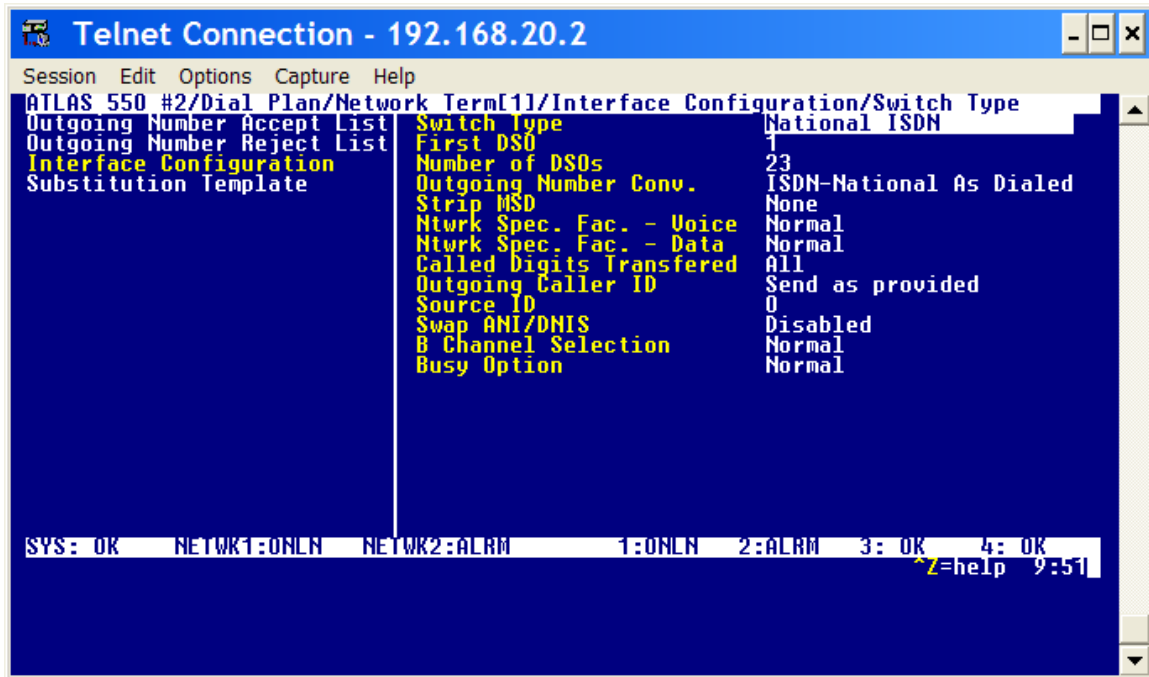 Telnet Connection - 192.168.20.2
Session Edit Options Capture Help
ATLAS 550 #2/Dial Plan/Network Term[1]/Interface Configuration/Switch Type
Outgoing Number Accept List Switch Type National ISDN
Outgoing Number Reject List First DS0 1
Interface Configuration Number of DS0s 23
Substitution Template Outgoing Number Conv. ISDN-National As Dialed
Strip MSD None
Ntwrk Spec. Fac. - Voice Normal
Ntwrk Spec. Fac. - Data Normal
Called Digits Transfered All
Outgoing Caller ID Send as provided
Source ID 0
Swap ANI/DNIS Disabled
B Channel Selection Normal
Busy Option Normal
SYS: OK NETWK1:ONLN NETWK2:ALRM 1:ONLN 2:ALRM 3: OK 4: OK
^Z=help 9:51